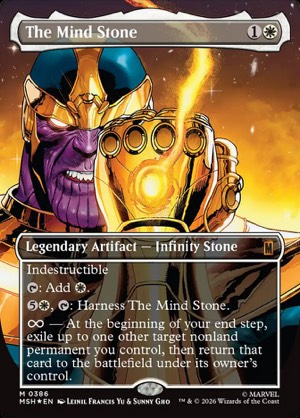 The Mind Stone 1
Legendary Artifact — Infinity Stone M
Indestructible
: Add .
5, : Harness The Mind Stone.
∞ — At the beginning of your end step,
exile up to one other target nonland
permanent you control, then return that
card to the battlefield under its owner's
control.
M 0386 © MARVEL
MSH★EN Leinil Francis Yu & Sunny Gho ™ & © 2026 Wizards of the Coast